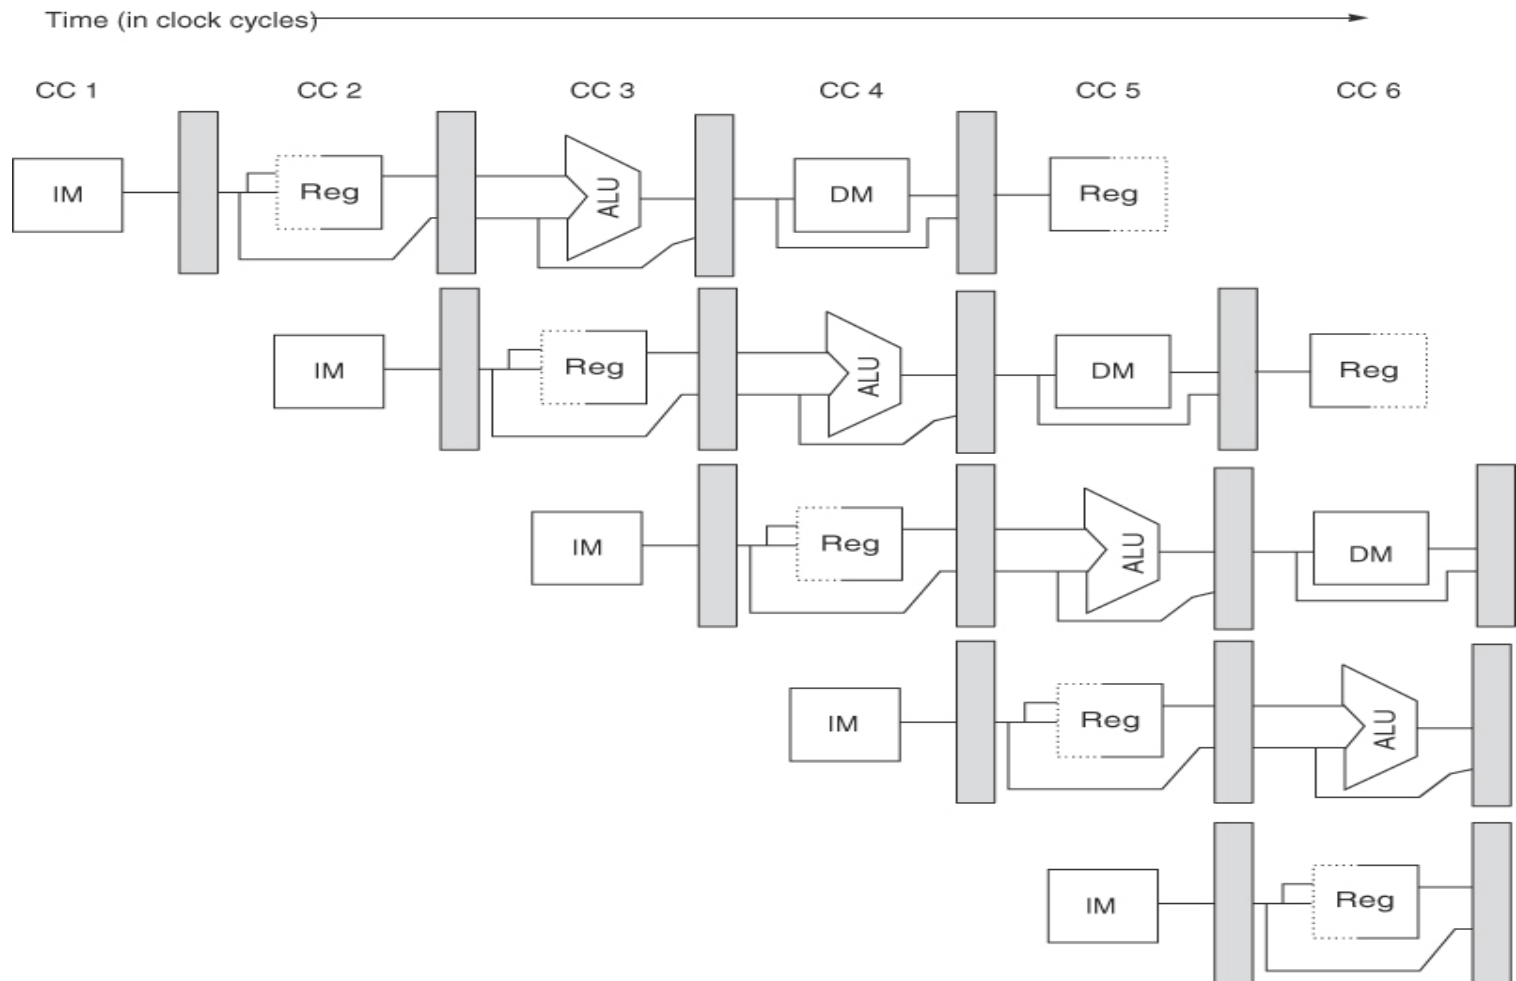 Time (in clock cycles)
CC 1 CC 2 CC 3 CC 4 CC 5 CC 6
IM Reg ALU DM Reg
IM Reg ALU DM Reg
IM Reg ALU DM
IM Reg ALU
IM Reg